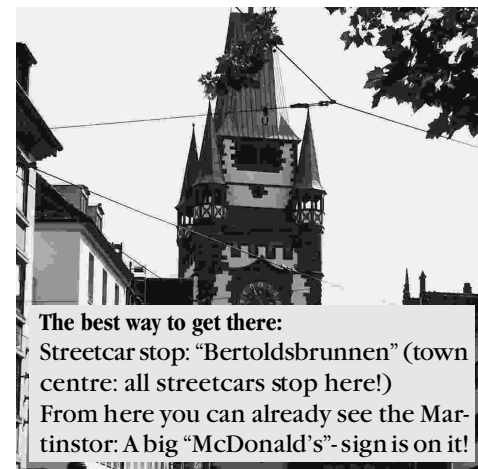 The best way to get there:
Streetcar stop: “Bertoldsbrunnen” (town
centre: all streetcars stop here!)
From here you can already see the Mar-
tinstor: A big “McDonald’s”- sign is on it!